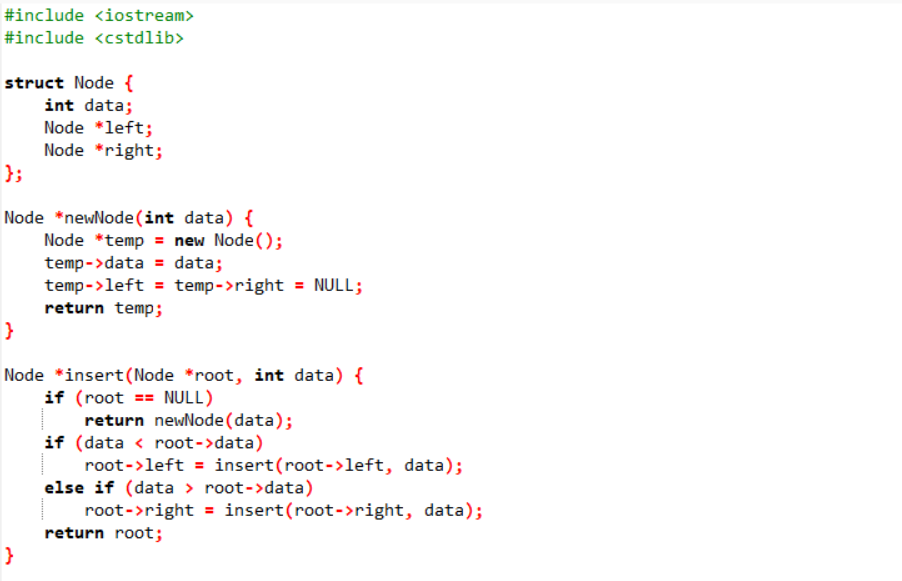 #include <iostream>
#include <cstdlib>

struct Node {
    int data;
    Node *left;
    Node *right;
};

Node *newNode(int data) {
    Node *temp = new Node();
    temp->data = data;
    temp->left = temp->right = NULL;
    return temp;
}

Node *insert(Node *root, int data) {
    if (root == NULL)
        return newNode(data);
    if (data < root->data)
        root->left = insert(root->left, data);
    else if (data > root->data)
        root->right = insert(root->right, data);
    return root;
}